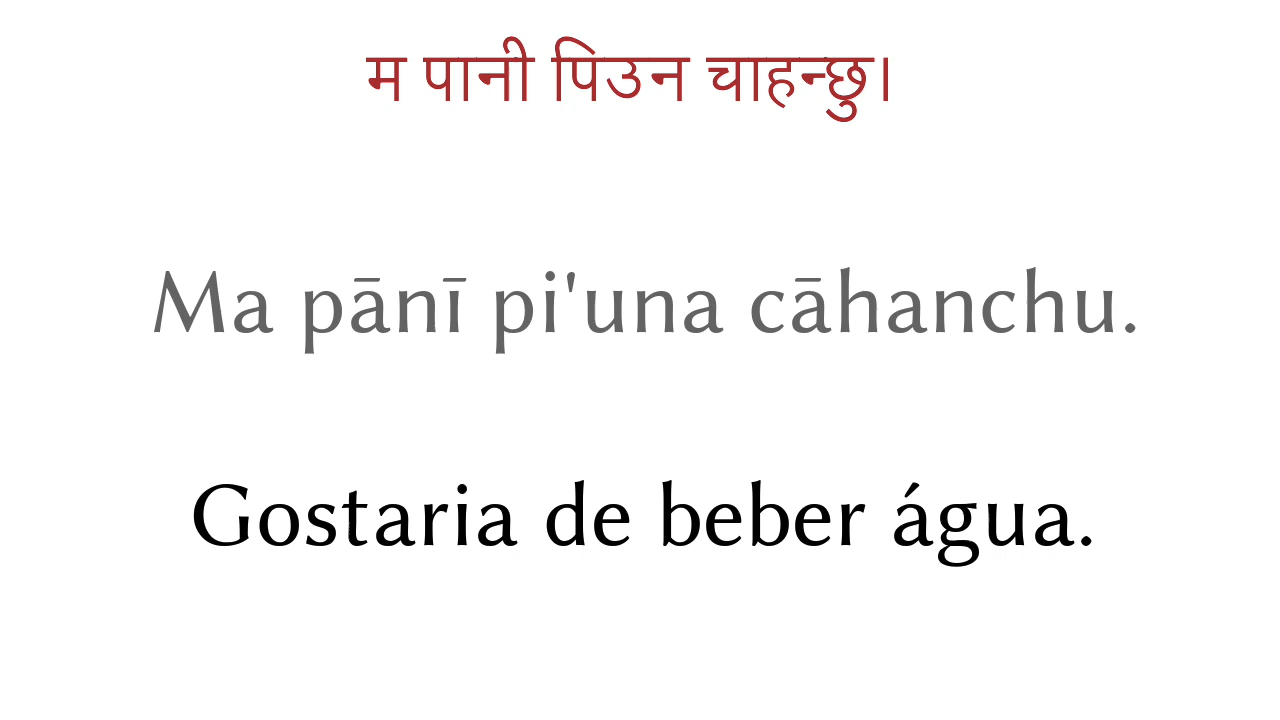 म पानी पिउन चाहन्छु।
Ma pānī pi'una cāhanchu.
Gostaria de beber água.